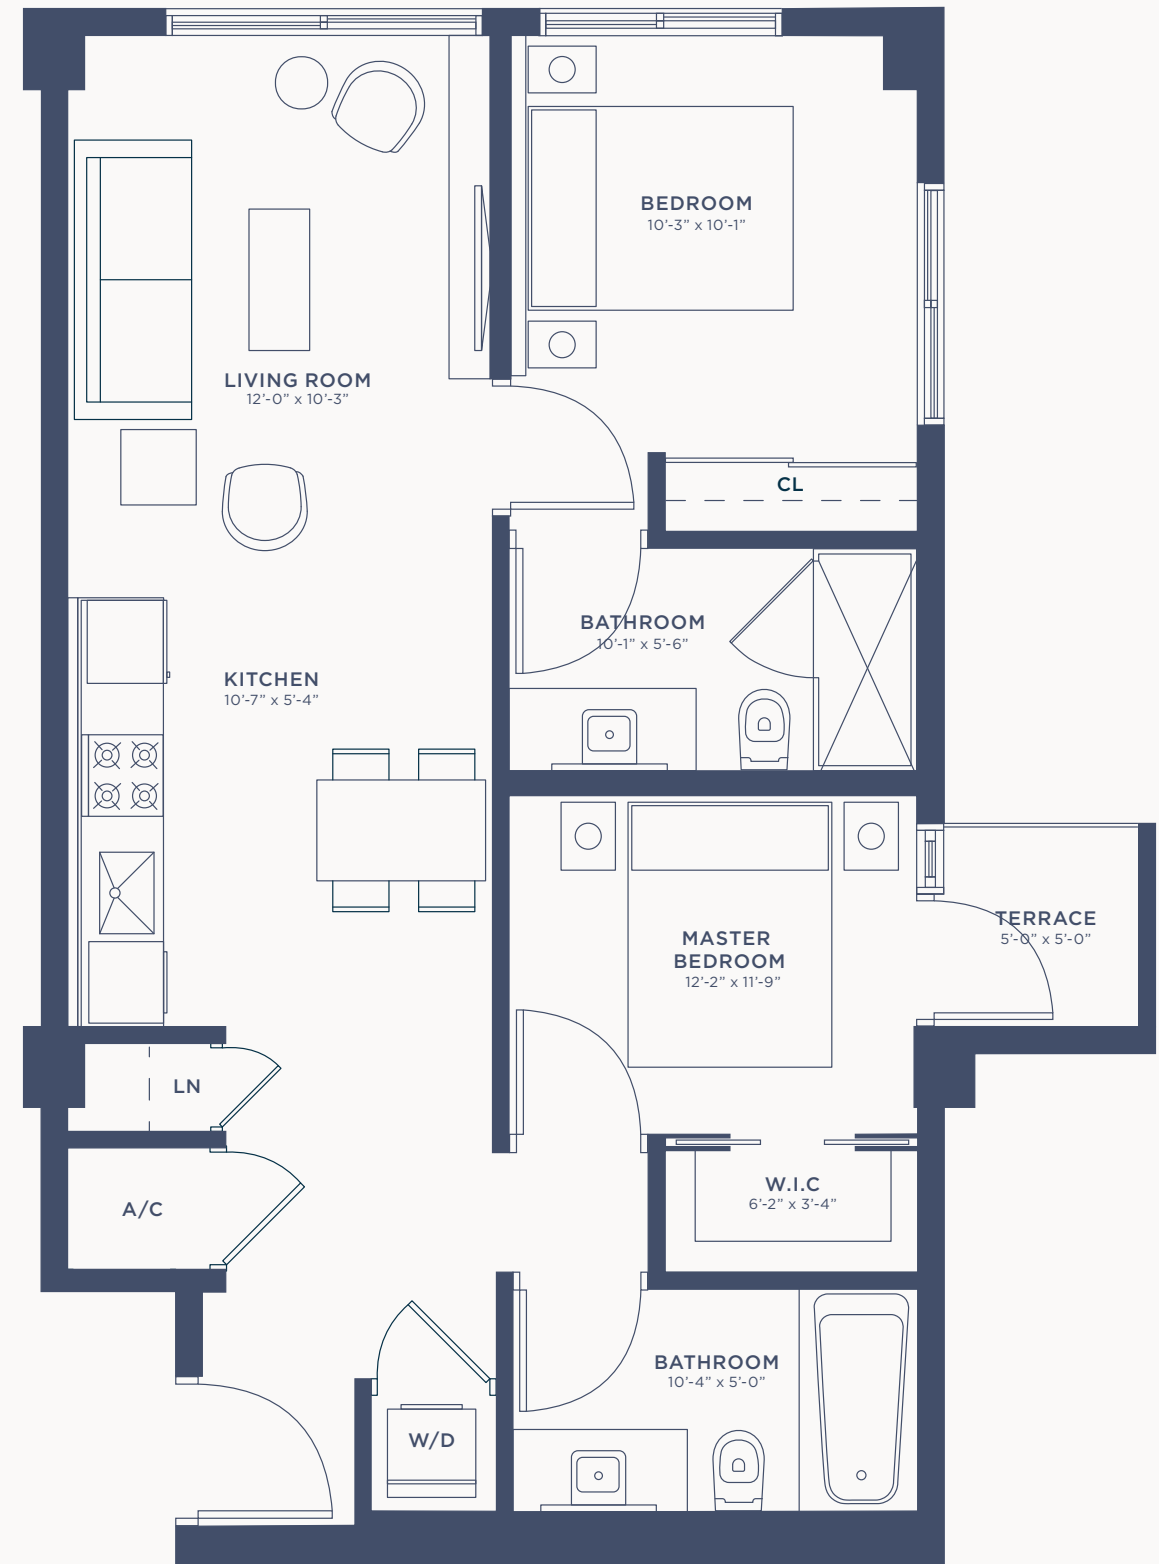 BEDROOM
10’-3” x 10’-1”
LIVING ROOM
12’-0” x 10’-3”
CL
BATHROOM
10’-1” x 5’-6”
KITCHEN
10’-7” x 5’-4”
TERRACE
5’-0” x 5’-0”
MASTER
BEDROOM
12’-2” x 11’-9”
LN
W.I.C
6’-2” x 3’-4”
A/C
BATHROOM
10’-4” x 5’-0”
W/D